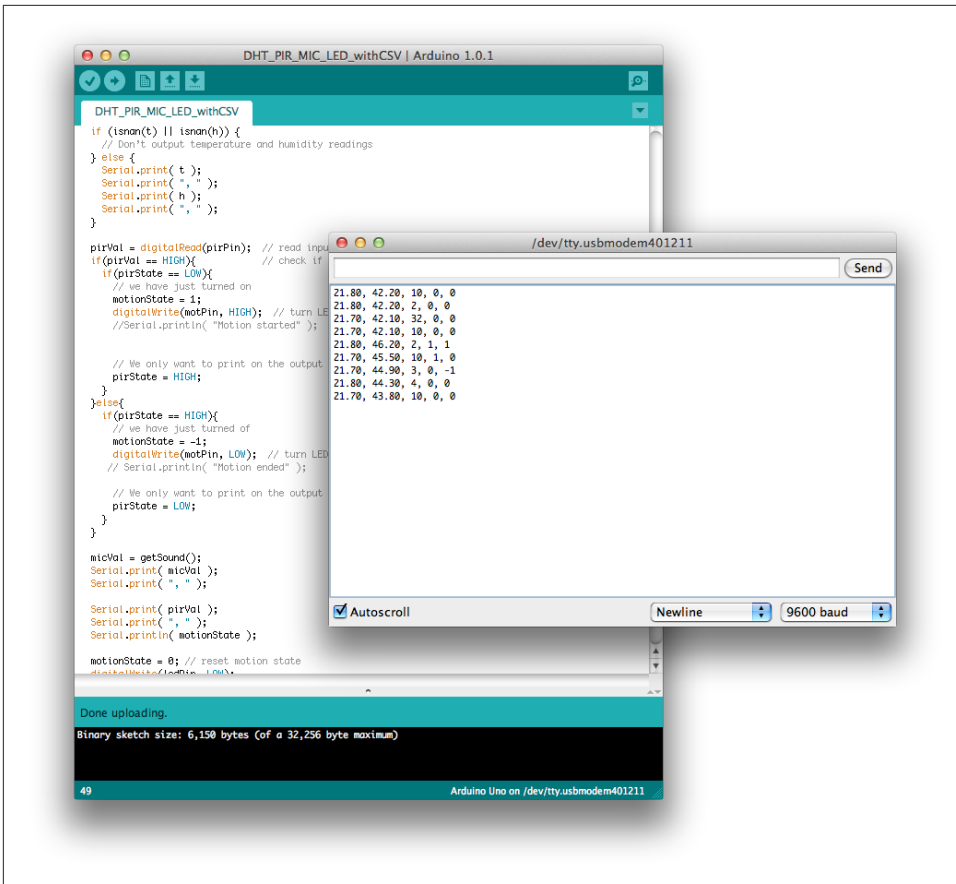 DHT_PIR_MIC_LED_withCSV | Arduino 1.0.1
DHT_PIR_MIC_LED_withCSV
if (isnan(t) || isnan(h)) {
// Don't output temperature and humidity readings
} else {
Serial.print( t );
Serial.print( ", " );
Serial.print( h );
Serial.print( ", " );
}
pirVal = digitalRead(pirPin); // read inpu
if(pirVal == HIGH){ // check if
if(pirState == LOW){
// we have just turned on
motionState = 1;
digitalWrite(motPin, HIGH); // turn LE
//Serial.println( "Motion started" );
// We only want to print on the output
pirState = HIGH;
}
}else{
if(pirState == HIGH){
// we have just turned of
motionState = -1;
digitalWrite(motPin, LOW); // turn LED
// Serial.println( "Motion ended" );
// We only want to print on the output
pirState = LOW;
}
}
micVal = getSound();
Serial.print( micVal );
Serial.print( ", " );
Serial.print( pirVal );
Serial.print( ", " );
Serial.println( motionState );
motionState = 0; // reset motion state
digitalWrite(ledPin, LOW);
Done uploading.
Binary sketch size: 6,150 bytes (of a 32,256 byte maximum)
49
Arduino Uno on /dev/tty.usbmodem401211
/dev/tty.usbmodem401211
Send
21.80, 42.20, 10, 0, 0
21.80, 42.20, 2, 0, 0
21.70, 42.10, 32, 0, 0
21.70, 42.10, 10, 0, 0
21.80, 46.20, 2, 1, 1
21.70, 45.50, 10, 1, 0
21.70, 44.90, 3, 0, -1
21.80, 44.30, 4, 0, 0
21.70, 43.80, 10, 0, 0
Autoscroll
Newline
9600 baud